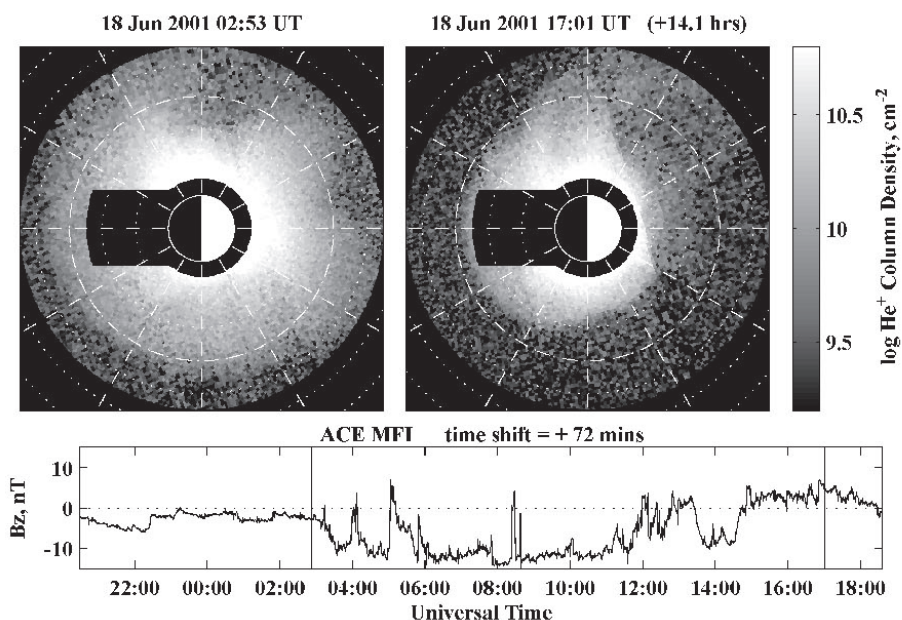 18 Jun 2001 02:53 UT
18 Jun 2001 17:01 UT (+14.1 hrs)
10.5
10
9.5
log He⁺ Column Density, cm⁻²
ACE MFI time shift = + 72 mins
10
0
-10
Bz, nT
22:00 00:00 02:00 04:00 06:00 08:00 10:00 12:00 14:00 16:00 18:00
Universal Time